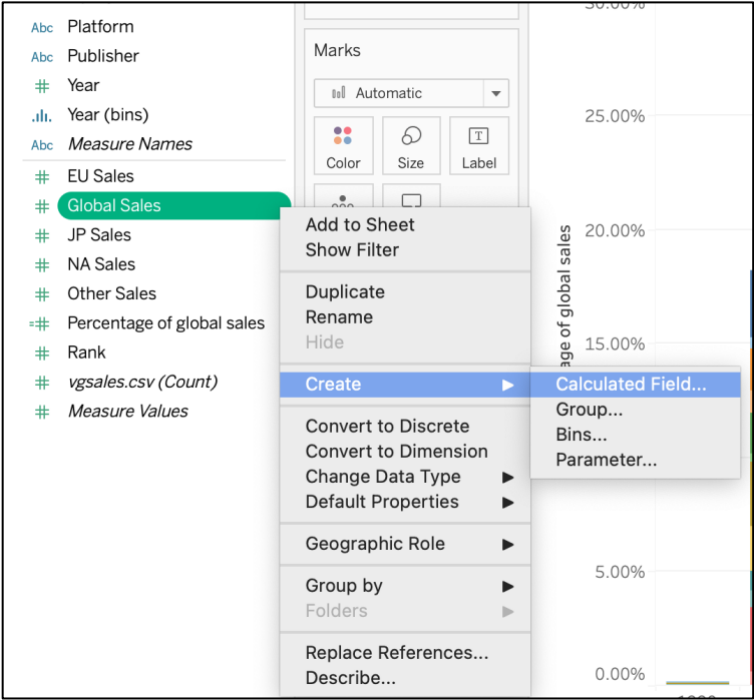 Abc Platform
Abc Publisher
# Year
Year (bins)
Abc Measure Names
# EU Sales
# Global Sales
# JP Sales
# NA Sales
# Other Sales
=# Percentage of global sales
# Rank
# vgsales.csv (Count)
# Measure Values
Marks
Automatic
Color
Size
T
Label
Add to Sheet
Show Filter
Duplicate
Rename
Hide
Create
Convert to Discrete
Convert to Dimension
Change Data Type
Default Properties
Geographic Role
Group by
Folders
Replace References...
Describe...
Calculated Field...
Group...
Bins...
Parameter...
age of global sales
30.00%
25.00%
20.00%
15.00%
5.00%
0.00%